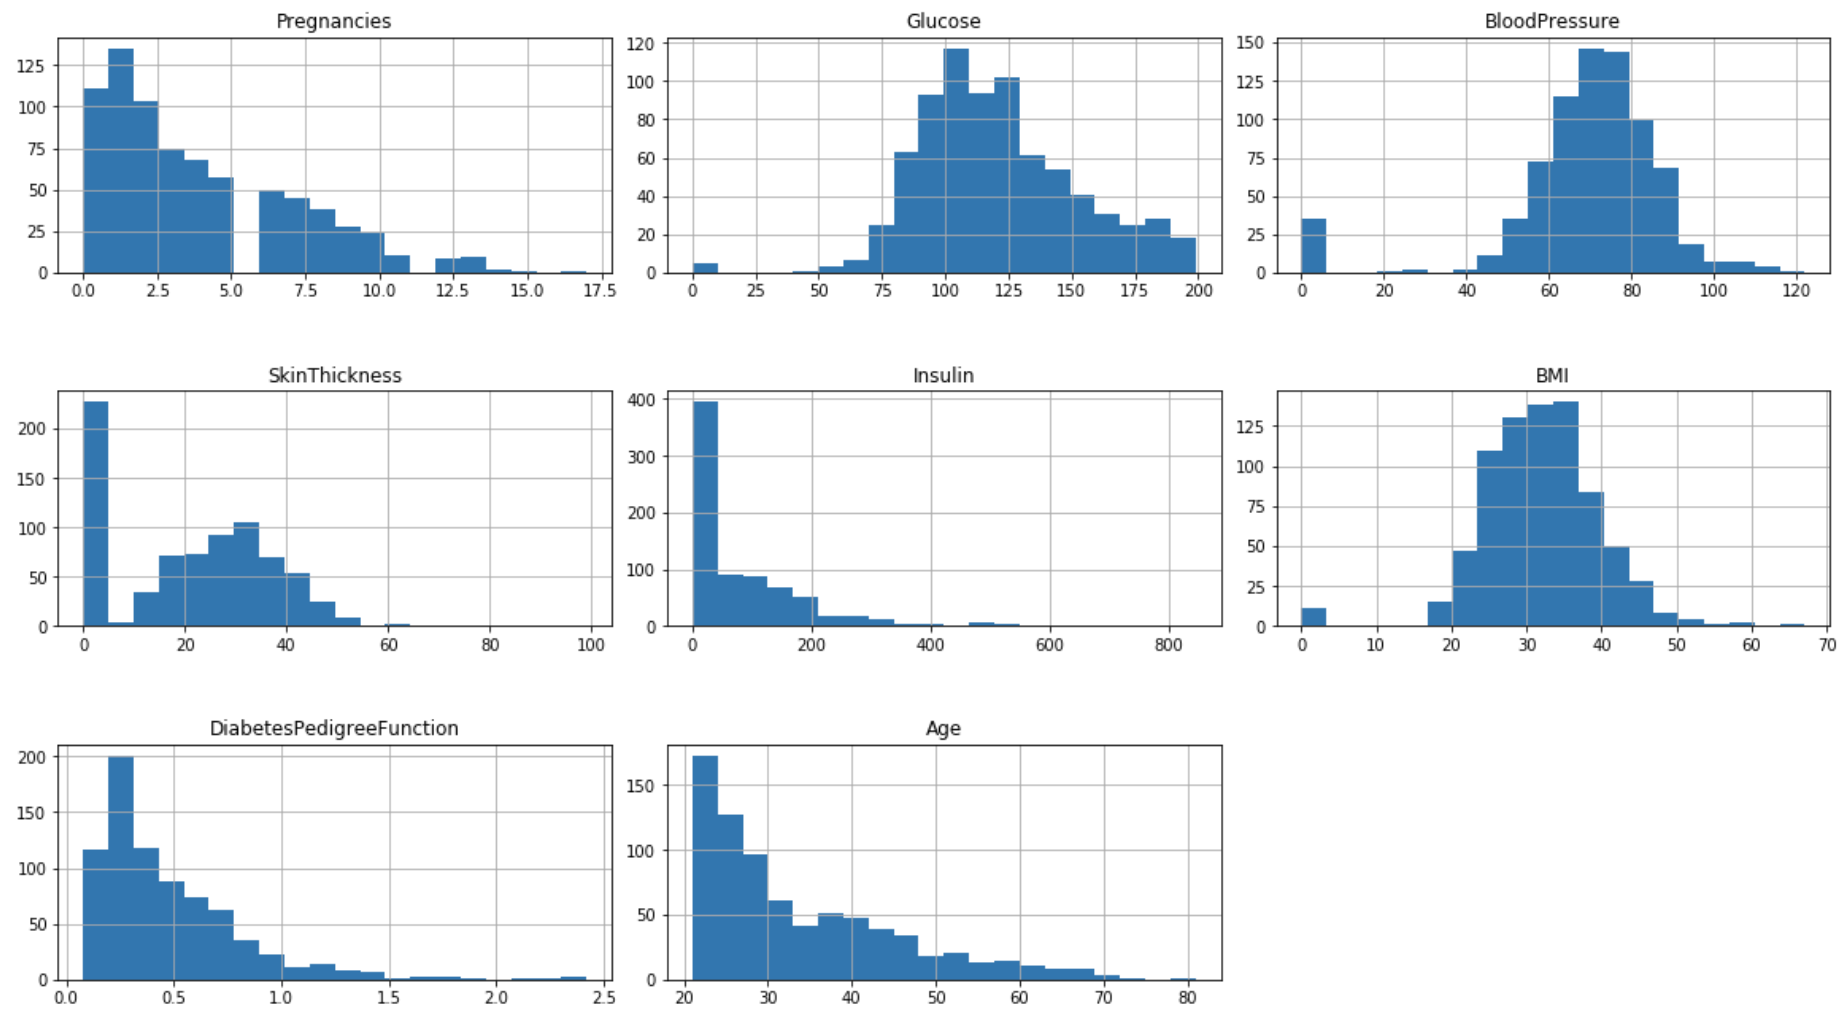 Pregnancies
125
100
75
50
25
0
0.0 2.5 5.0 7.5 10.0 12.5 15.0 17.5
Glucose
120
100
80
60
40
20
0
0 25 50 75 100 125 150 175 200
BloodPressure
150
125
100
75
50
25
0
0 20 40 60 80 100 120
SkinThickness
200
150
100
50
0
0 20 40 60 80 100
Insulin
400
300
200
100
0
0 200 400 600 800
BMI
125
100
75
50
25
0
0 10 20 30 40 50 60 70
DiabetesPedigreeFunction
200
150
100
50
0
0.0 0.5 1.0 1.5 2.0 2.5
Age
150
100
50
0
20 30 40 50 60 70 80